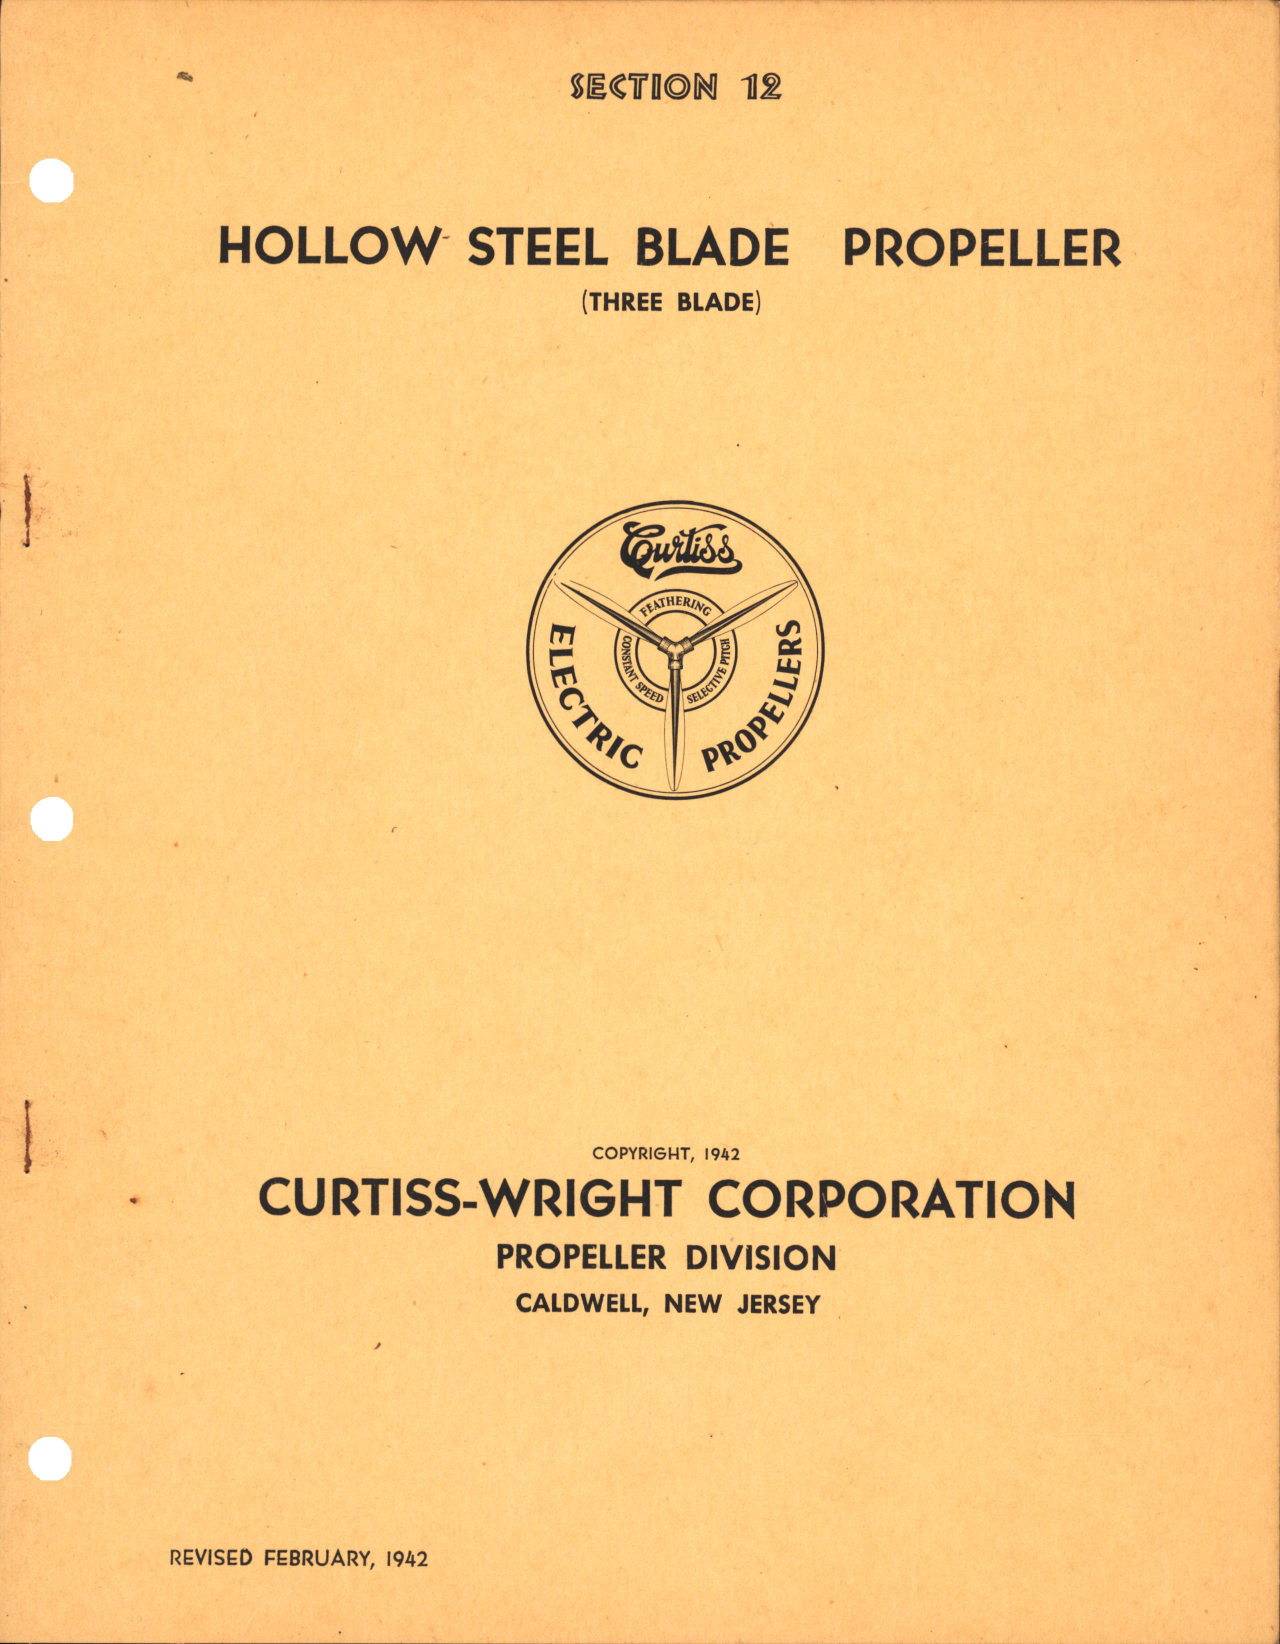 SECTION 12
HOLLOW STEEL BLADE PROPELLER
(THREE BLADE)
Curtiss
FEATHERING
CONSTANT SPEED
SELECTIVE PITCH
ELECTRIC
PROPELLERS
COPYRIGHT, 1942
CURTISS-WRIGHT CORPORATION
PROPELLER DIVISION
CALDWELL, NEW JERSEY
REVISED FEBRUARY, 1942